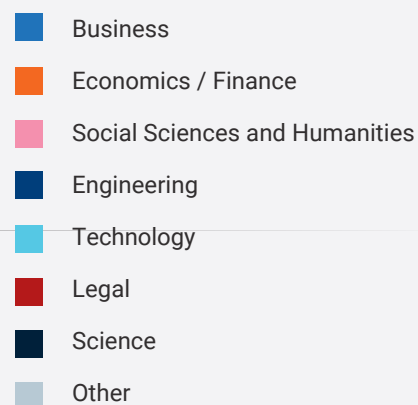 Business
Economics / Finance
Social Sciences and Humanities
Engineering
Technology
Legal
Science
Other